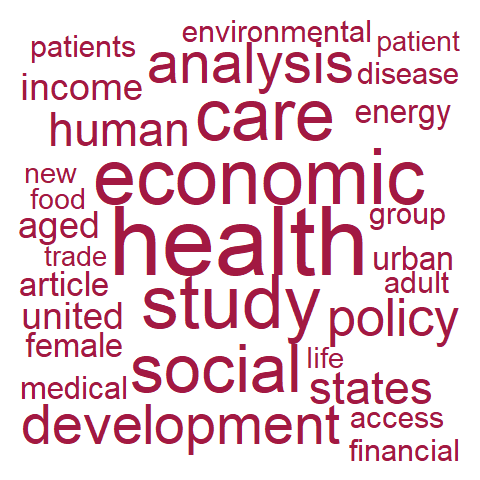 environmental
patients
patient
analysis
disease
income
care
energy
human
economic
new
food
group
aged
health
trade
urban
article
adult
study
united
policy
female
social
life
medical
states
development
access
financial